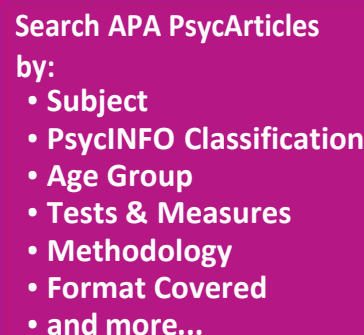 Search APA PsycArticles
by:
• Subject
• PsycINFO Classification
• Age Group
• Tests & Measures
• Methodology
• Format Covered
• and more...